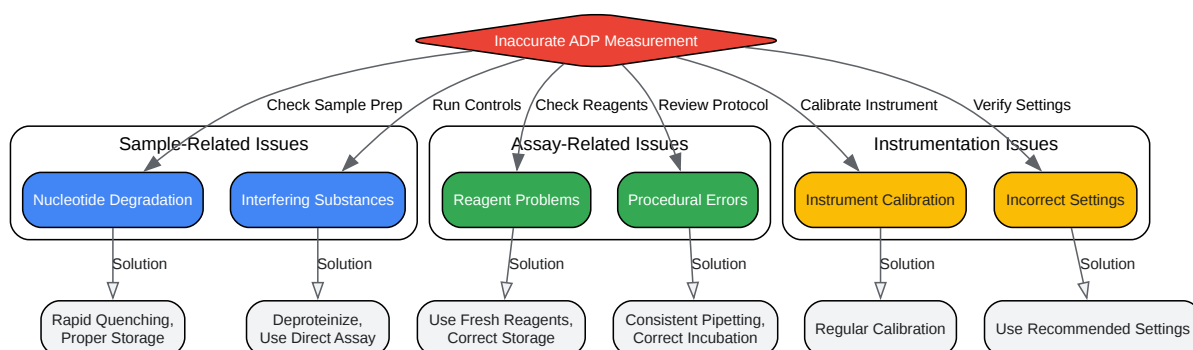 Inaccurate ADP Measurement
Check Sample Prep
Run Controls
Check Reagents
Review Protocol
Calibrate Instrument
Verify Settings
Sample-Related Issues
Assay-Related Issues
Instrumentation Issues
Nucleotide Degradation
Interfering Substances
Reagent Problems
Procedural Errors
Instrument Calibration
Incorrect Settings
Solution
Solution
Solution
Solution
Solution
Solution
Rapid Quenching,
Proper Storage
Deproteinize,
Use Direct Assay
Use Fresh Reagents,
Correct Storage
Consistent Pipetting,
Correct Incubation
Regular Calibration
Use Recommended Settings